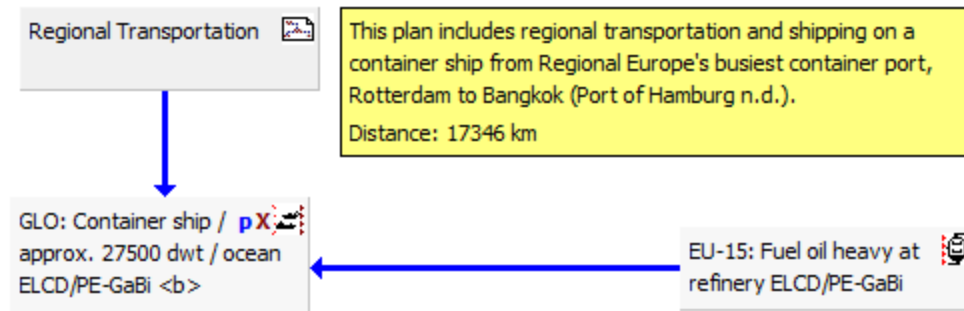 Regional Transportation
This plan includes regional transportation and shipping on a
container ship from Regional Europe's busiest container port,
Rotterdam to Bangkok (Port of Hamburg n.d.).
Distance: 17346 km
GLO: Container ship / pX
approx. 27500 dwt / ocean
ELCD/PE-GaBi <b>
EU-15: Fuel oil heavy at
refinery ELCD/PE-GaBi